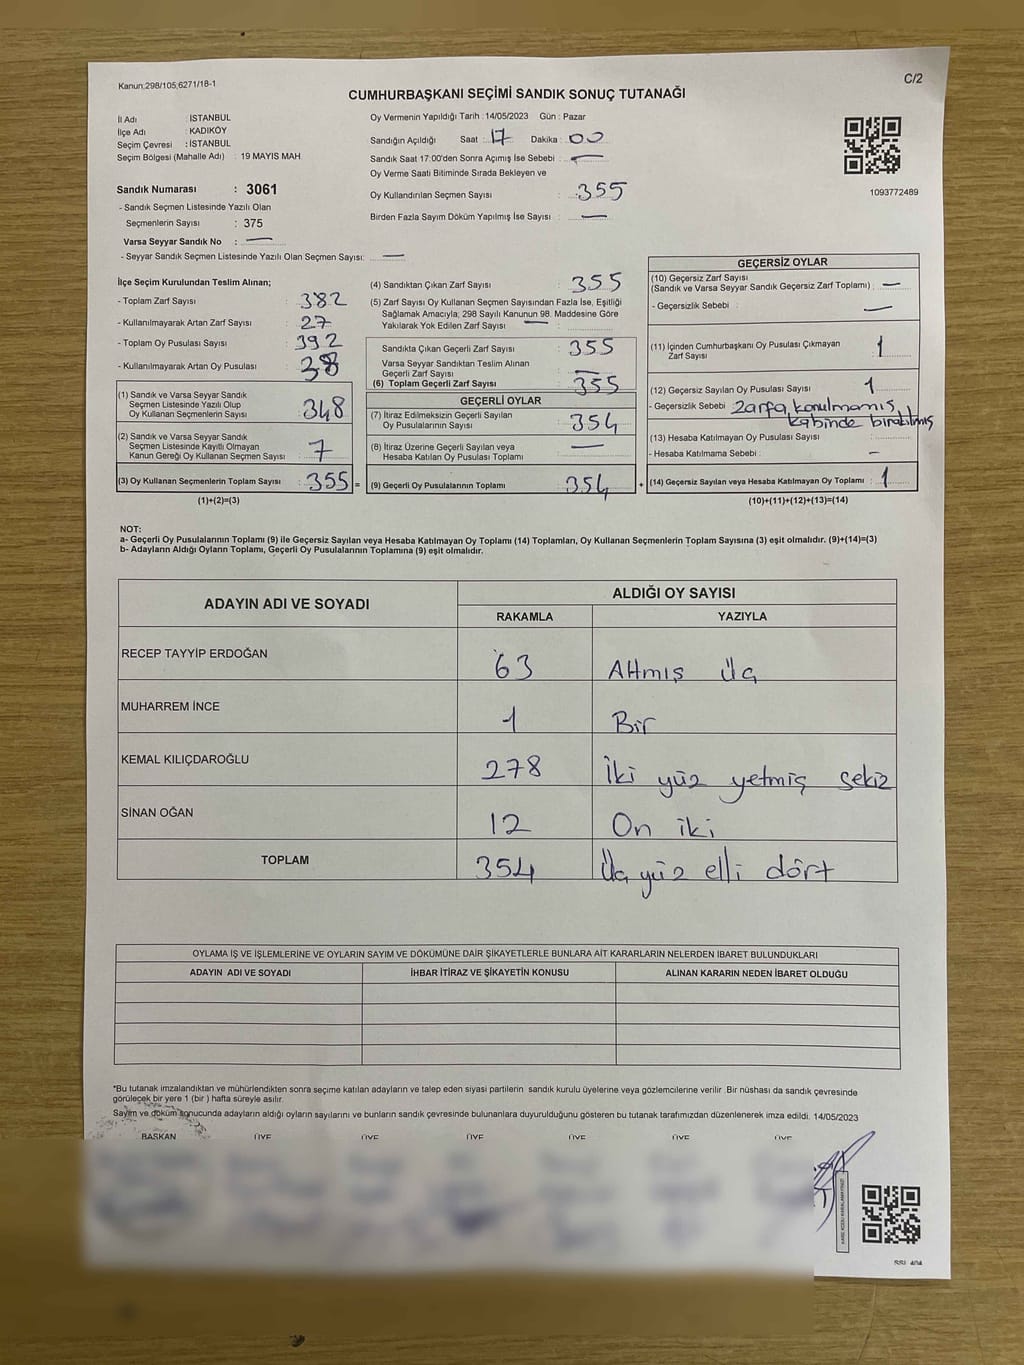 Kanun;298/105,6271/18-1
C/2
CUMHURBAŞKANI SEÇİMİ SANDIK SONUÇ TUTANAĞI
İl Adı : İSTANBUL
İlçe Adı : KADIKÖY
Seçim Çevresi : İSTANBUL
Seçim Bölgesi (Mahalle Adı) : 19 MAYIS MAH.
Sandık Numarası : 3061
- Sandık Seçmen Listesinde Yazılı Olan
Seçmenlerin Sayısı : 375
Varsa Seyyar Sandık No : —
- Seyyar Sandık Seçmen Listesinde Yazılı Olan Seçmen Sayısı: —
Oy Vermenin Yapıldığı Tarih : 14/05/2023 Gün : Pazar
Sandığın Açıldığı Saat : 17 Dakika : 00
Sandık Saat 17:00'den Sonra Açımış İse Sebebi : —
Oy Verme Saati Bitiminde Sırada Bekleyen ve
Oy Kullandırılan Seçmen Sayısı : 355
Birden Fazla Sayım Döküm Yapılmış İse Sayısı : —
1093772489
İlçe Seçim Kurulundan Teslim Alınan;
- Toplam Zarf Sayısı : 382
- Kullanılmayarak Artan Zarf Sayısı : 27
- Toplam Oy Pusulası Sayısı : 392
- Kullanılmayarak Artan Oy Pusulası : 38
(1) Sandık ve Varsa Seyyar Sandık
Seçmen Listesinde Yazılı Olup
Oy Kullanan Seçmenlerin Sayısı : 348
(2) Sandık ve Varsa Seyyar Sandık
Seçmen Listesinde Kayıtlı Olmayan
Kanun Gereği Oy Kullanan Seçmen Sayısı : 7
(3) Oy Kullanan Seçmenlerin Toplam Sayısı : 355 =
(1)+(2)=(3)
(4) Sandıktan Çıkan Zarf Sayısı : 355
(5) Zarf Sayısı Oy Kullanan Seçmen Sayısından Fazla İse, Eşitliği
Sağlamak Amacıyla; 298 Sayılı Kanunun 98. Maddesine Göre
Yakılarak Yok Edilen Zarf Sayısı : —
Sandıkta Çıkan Geçerli Zarf Sayısı : 355
Varsa Seyyar Sandıktan Teslim Alınan
Geçerli Zarf Sayısı : —
(6) Toplam Geçerli Zarf Sayısı : 355
GEÇERLİ OYLAR
(7) İtiraz Edilmeksizin Geçerli Sayılan
Oy Pusulalarının Sayısı : 354
(8) İtiraz Üzerine Geçerli Sayılan veya
Hesaba Katılan Oy Pusulası Toplamı : —
(9) Geçerli Oy Pusulalarının Toplamı : 354 +
GEÇERSİZ OYLAR
(10) Geçersiz Zarf Sayısı
(Sandık ve Varsa Seyyar Sandık Geçersiz Zarf Toplamı) : —
- Geçersizlik Sebebi : —
(11) İçinden Cumhurbaşkanı Oy Pusulası Çıkmayan
Zarf Sayısı : 1
(12) Geçersiz Sayılan Oy Pusulası Sayısı : 1
- Geçersizlik Sebebi : Zarfa konulmamış,
kabinde bırakılmış
(13) Hesaba Katılmayan Oy Pusulası Sayısı :
- Hesaba Katılmama Sebebi : —
(14) Geçersiz Sayılan veya Hesaba Katılmayan Oy Toplamı : 1
(10)+(11)+(12)+(13)=(14)
NOT:
a- Geçerli Oy Pusulalarının Toplamı (9) ile Geçersiz Sayılan veya Hesaba Katılmayan Oy Toplamı (14) Toplamları, Oy Kullanan Seçmenlerin Toplam Sayısına (3) eşit olmalıdır. (9)+(14)=(3)
b- Adayların Aldığı Oyların Toplamı, Geçerli Oy Pusulalarının Toplamına (9) eşit olmalıdır.
ADAYIN ADI VE SOYADI
ALDIĞI OY SAYISI
RAKAMLA YAZIYLA
RECEP TAYYİP ERDOĞAN 63 Altmış üç
MUHARREM İNCE 1 Bir
KEMAL KILIÇDAROĞLU 278 İki yüz yetmiş sekiz
SİNAN OĞAN 12 On iki
TOPLAM 354 Üç yüz elli dört
OYLAMA İŞ VE İŞLEMLERİNE VE OYLARIN SAYIM VE DÖKÜMÜNE DAİR ŞİKAYETLERLE BUNLARA AİT KARARLARIN NELERDEN İBARET BULUNDUKLARI
ADAYIN ADI VE SOYADI İHBAR İTİRAZ VE ŞİKAYETİN KONUSU ALINAN KARARIN NEDEN İBARET OLDUĞU
*Bu tutanak imzalandıktan ve mühürlendikten sonra seçime katılan adayların ve talep eden siyasi partilerin sandık kurulu üyelerine veya gözlemcilerine verilir. Bir nüshası da sandık çevresinde
görülecek bir yere 1 (bir ) hafta süreyle asılır.
Sayım ve döküm sonucunda adayların aldığı oyların sayılarını ve bunların sandık çevresinde bulunanlara duyurulduğunu gösteren bu tutanak tarafımızdan düzenlenerek imza edildi. 14/05/2023
BAŞKAN ÜYE ÜYE ÜYE ÜYE ÜYE ÜYE